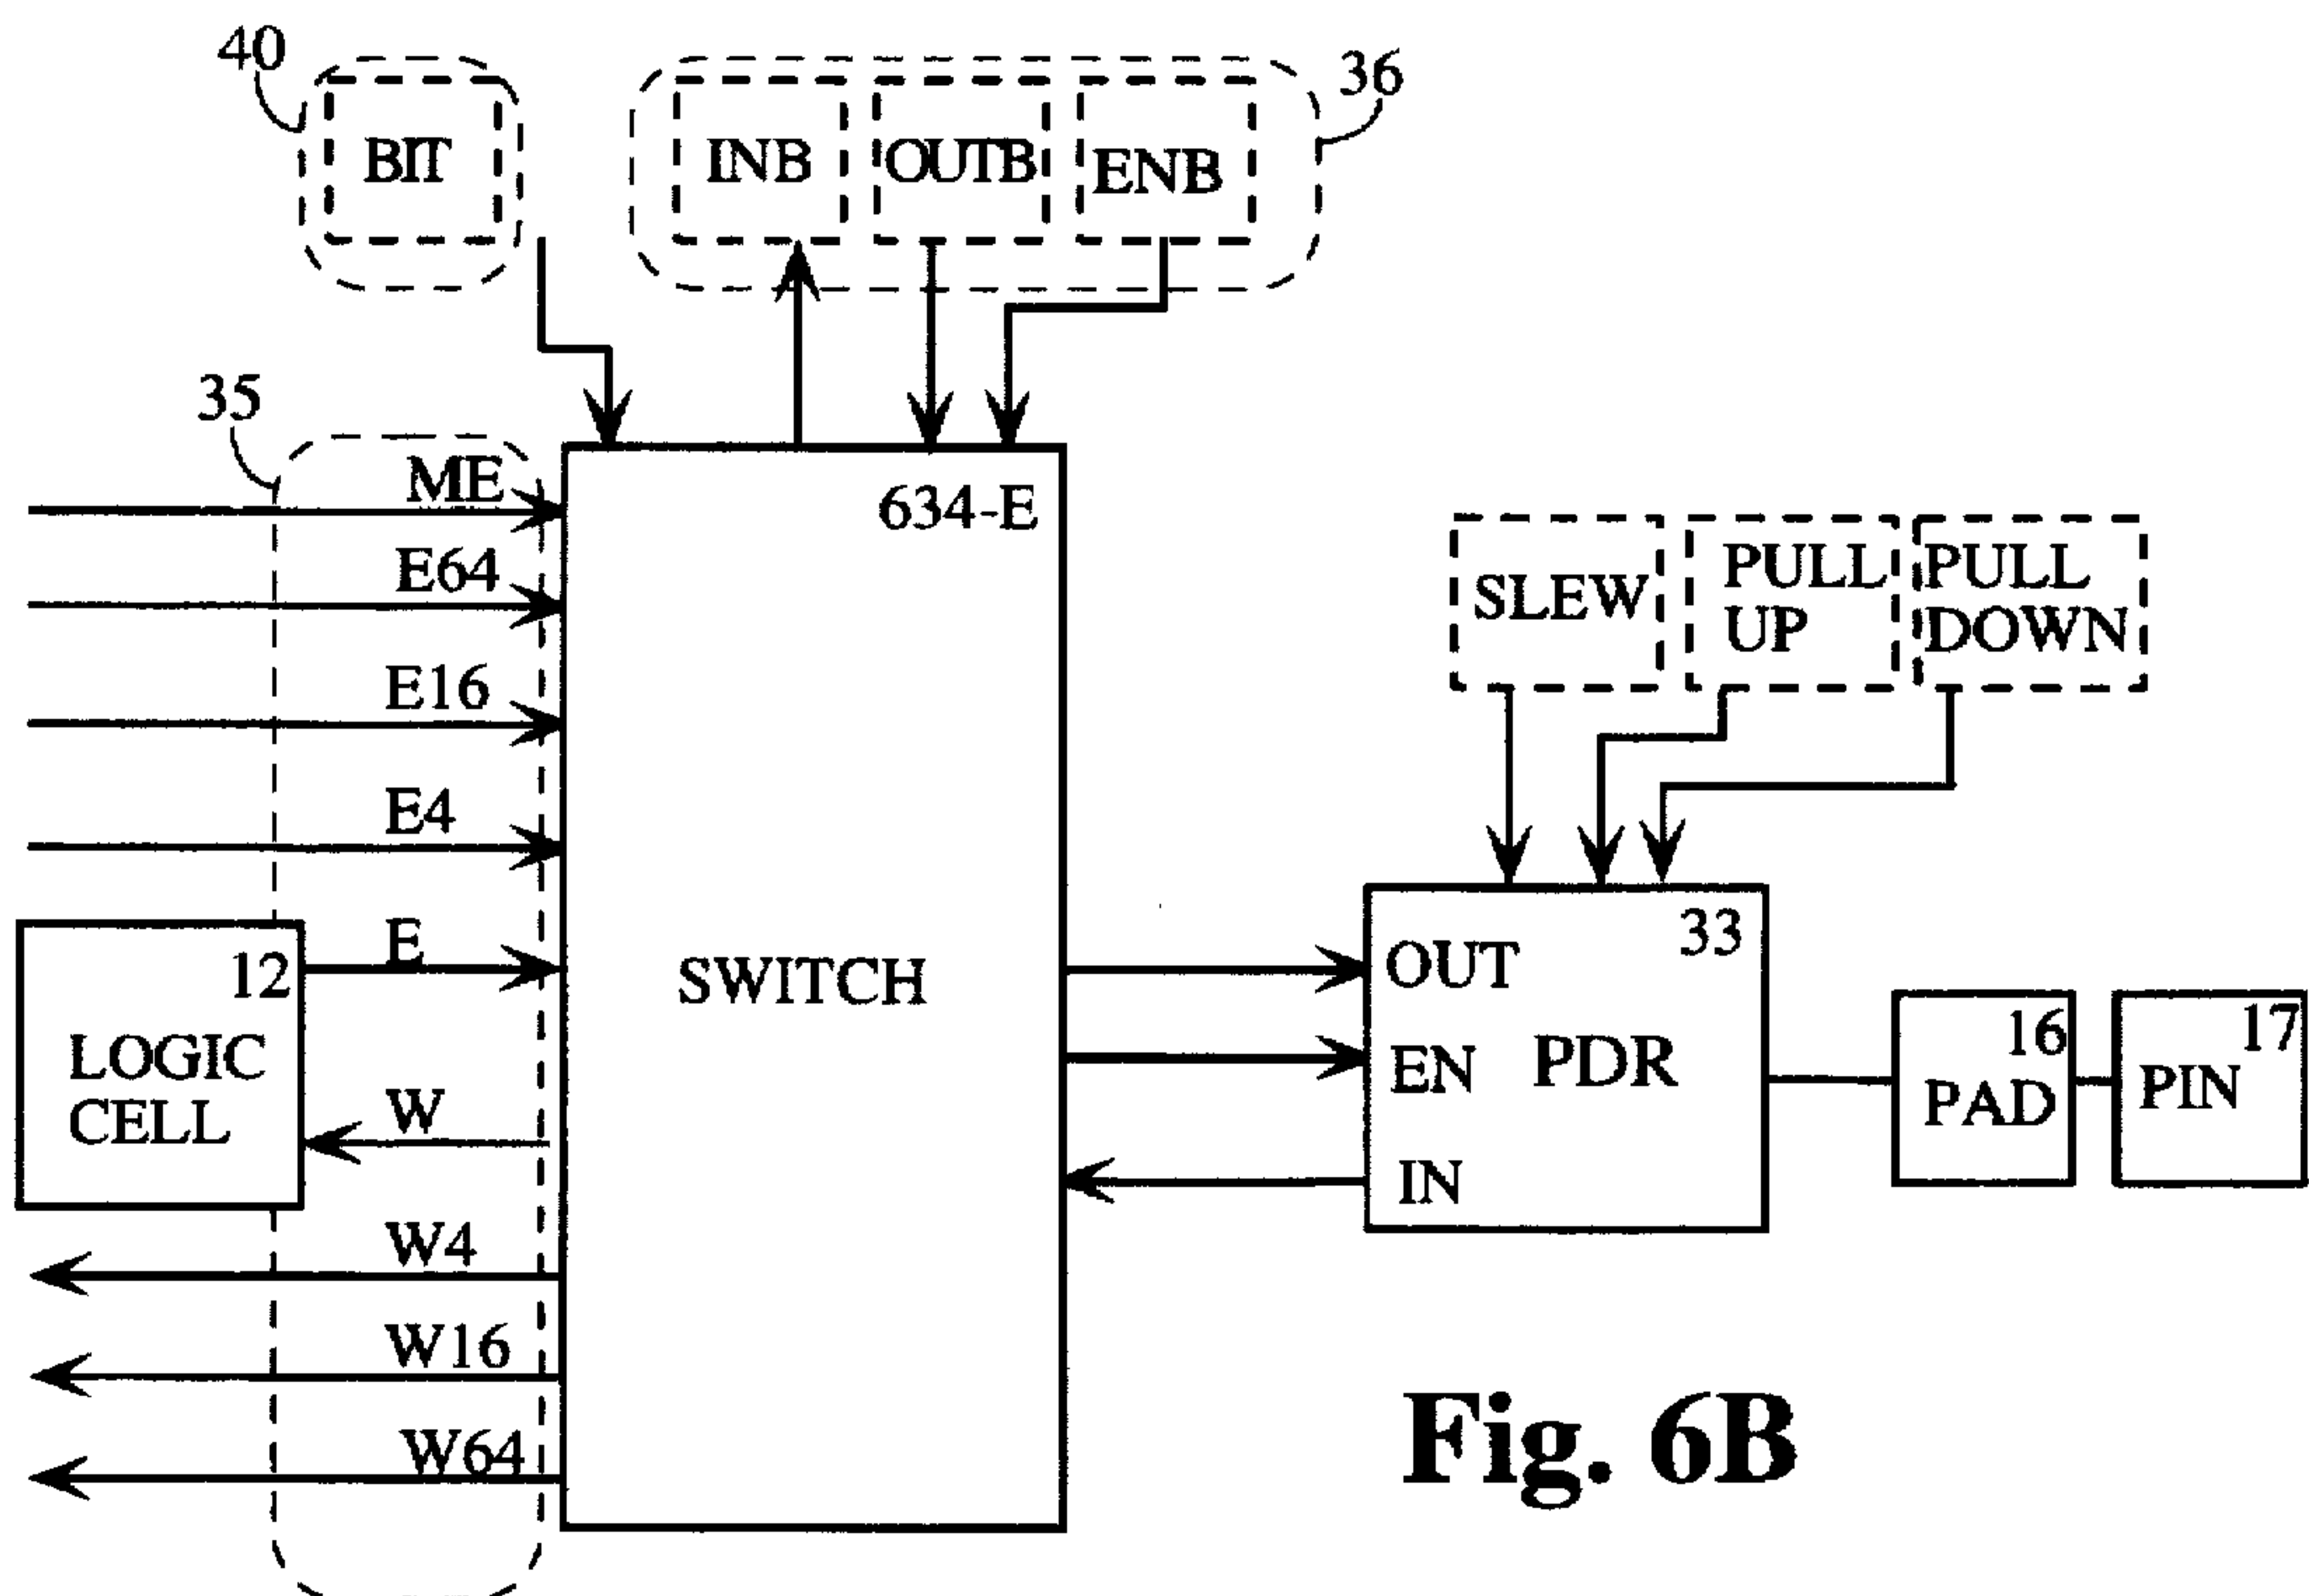 40
BIT
INB
OUTB
ENB
36
35
ME
E64
E16
E4
E
12
LOGIC
CELL
W
W4
W16
W64
634-E
SWITCH
SLEW
PULL
UP
PULL
DOWN
33
OUT
EN
PDR
IN
16
PAD
17
PIN
Fig. 6B